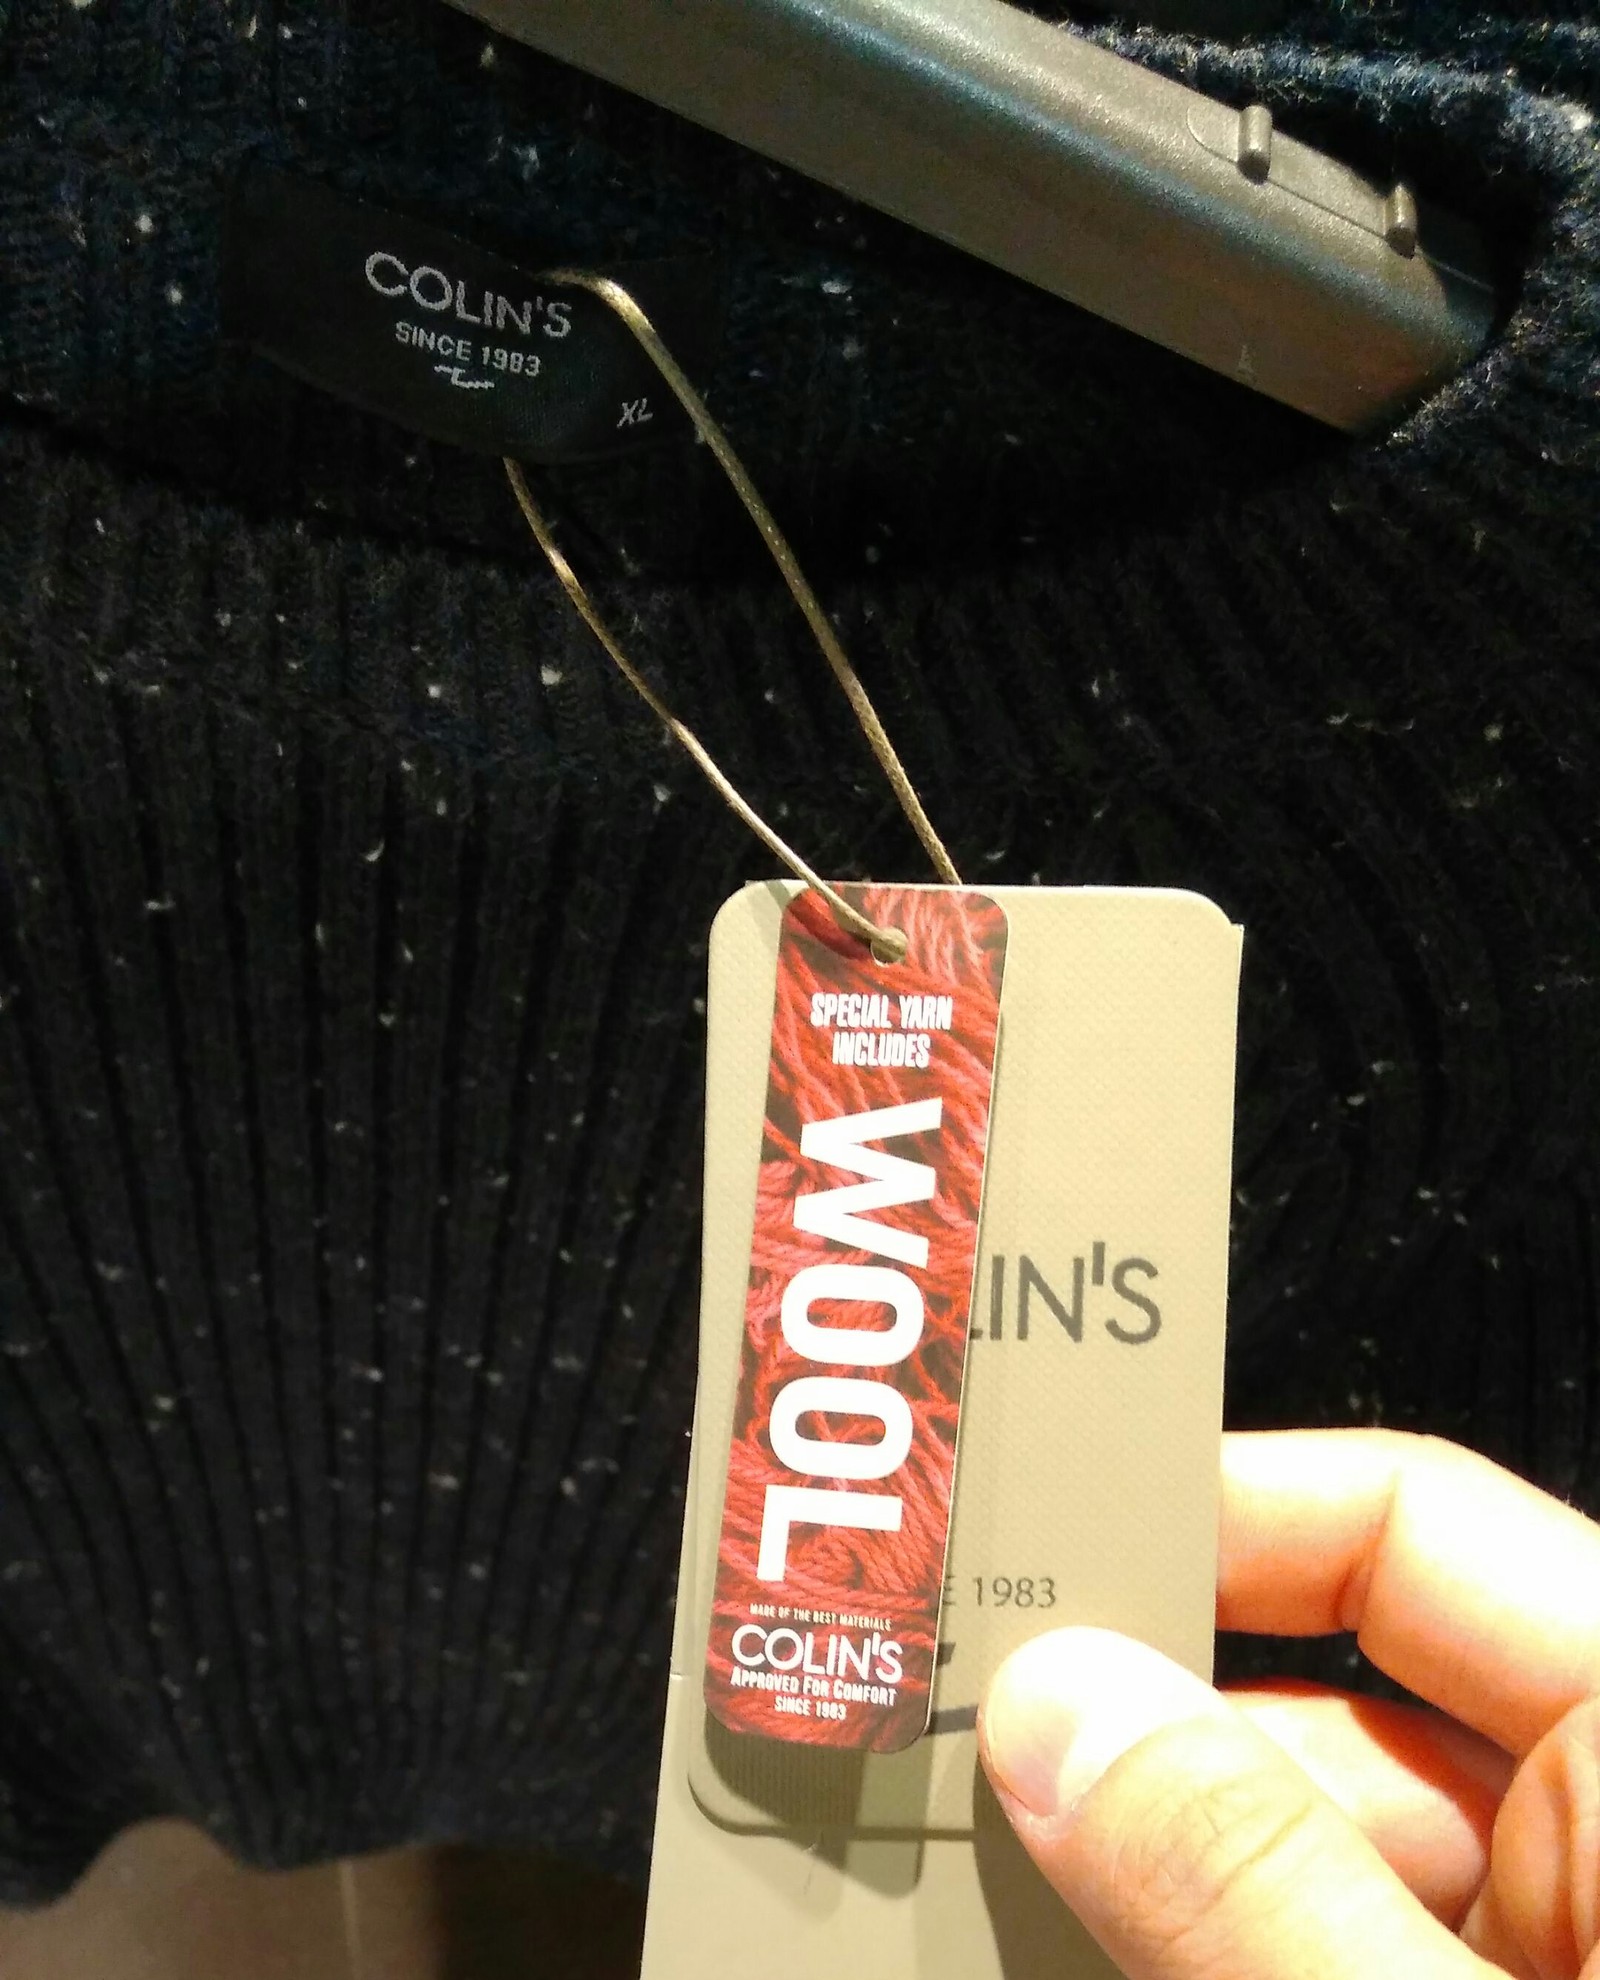 COLIN'S
SINCE 1983
XL
SPECIAL YARN
INCLUDES
WOOL
MADE OF THE BEST MATERIALS
COLIN'S
APPROVED FOR COMFORT
SINCE 1983
LIN'S
E 1983